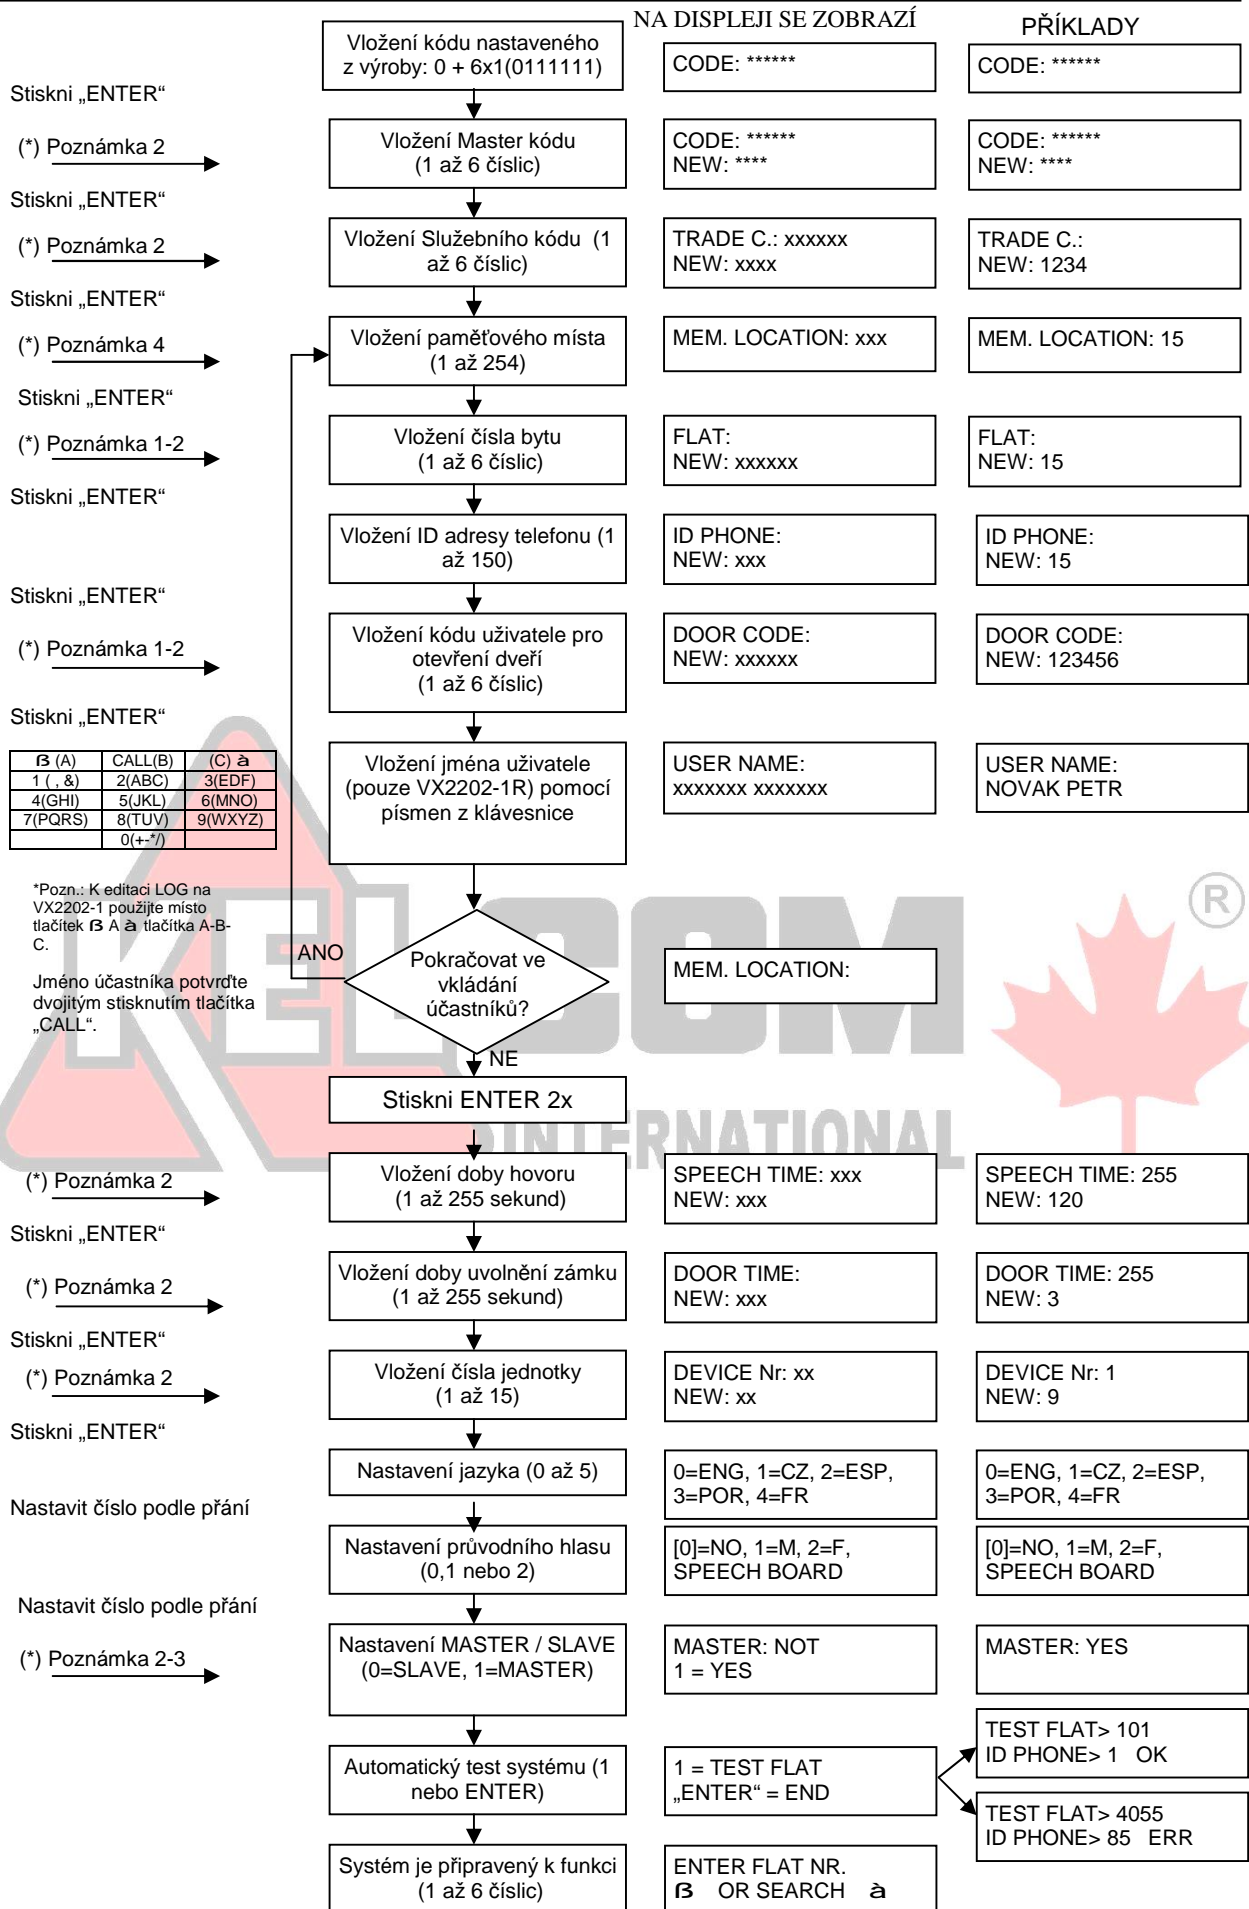 NA DISPLEJI SE ZOBRAZÍ
PŘÍKLADY
Vložení kódu nastaveného
z výroby: 0 + 6x1(0111111)
CODE: ******
CODE: ******
Stiskni „ENTER“
(*) Poznámka 2
Vložení Master kódu
(1 až 6 číslic)
CODE: ******
NEW: ****
CODE: ******
NEW: ****
Stiskni „ENTER“
(*) Poznámka 2
Vložení Služebního kódu (1
až 6 číslic)
TRADE C.: xxxxxx
NEW: xxxx
TRADE C.:
NEW: 1234
Stiskni „ENTER“
(*) Poznámka 4
Vložení paměťového místa
(1 až 254)
MEM. LOCATION: xxx
MEM. LOCATION: 15
Stiskni „ENTER“
(*) Poznámka 1-2
Vložení čísla bytu
(1 až 6 číslic)
FLAT:
NEW: xxxxxx
FLAT:
NEW: 15
Stiskni „ENTER“
Vložení ID adresy telefonu (1
až 150)
ID PHONE:
NEW: xxx
ID PHONE:
NEW: 15
Stiskni „ENTER“
(*) Poznámka 1-2
Vložení kódu uživatele pro
otevření dveří
(1 až 6 číslic)
DOOR CODE:
NEW: xxxxxx
DOOR CODE:
NEW: 123456
Stiskni „ENTER“
ß (A) CALL(B) (C) à
1 ( , &) 2(ABC) 3(EDF)
4(GHI) 5(JKL) 6(MNO)
7(PQRS) 8(TUV) 9(WXYZ)
0(+-*/)
Vložení jména uživatele
(pouze VX2202-1R) pomocí
písmen z klávesnice
USER NAME:
xxxxxxx xxxxxxx
USER NAME:
NOVAK PETR
*Pozn.: K editaci LOG na
VX2202-1 použijte místo
tlačítek ß A à tlačítka A-B-
C.
Jméno účastníka potvrďte
dvojitým stisknutím tlačítka
„CALL“.
ANO
Pokračovat ve
vkládání
účastníků?
MEM. LOCATION:
NE
Stiskni ENTER 2x
KELCOM
®
INTERNATIONAL
(*) Poznámka 2
Vložení doby hovoru
(1 až 255 sekund)
SPEECH TIME: xxx
NEW: xxx
SPEECH TIME: 255
NEW: 120
Stiskni „ENTER“
(*) Poznámka 2
Vložení doby uvolnění zámku
(1 až 255 sekund)
DOOR TIME:
NEW: xxx
DOOR TIME: 255
NEW: 3
Stiskni „ENTER“
(*) Poznámka 2
Vložení čísla jednotky
(1 až 15)
DEVICE Nr: xx
NEW: xx
DEVICE Nr: 1
NEW: 9
Stiskni „ENTER“
Nastavení jazyka (0 až 5)
0=ENG, 1=CZ, 2=ESP,
3=POR, 4=FR
0=ENG, 1=CZ, 2=ESP,
3=POR, 4=FR
Nastavit číslo podle přání
Nastavení průvodního hlasu
(0,1 nebo 2)
[0]=NO, 1=M, 2=F,
SPEECH BOARD
[0]=NO, 1=M, 2=F,
SPEECH BOARD
Nastavit číslo podle přání
(*) Poznámka 2-3
Nastavení MASTER / SLAVE
(0=SLAVE, 1=MASTER)
MASTER: NOT
1 = YES
MASTER: YES
Automatický test systému (1
nebo ENTER)
1 = TEST FLAT
„ENTER“ = END
TEST FLAT> 101
ID PHONE> 1 OK
TEST FLAT> 4055
ID PHONE> 85 ERR
Systém je připravený k funkci
(1 až 6 číslic)
ENTER FLAT NR.
ß OR SEARCH à